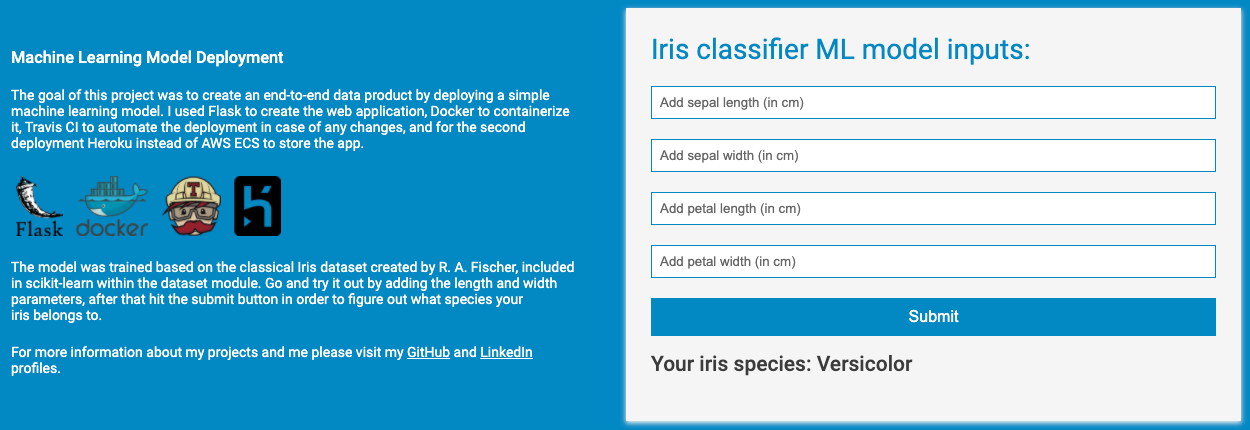 Machine Learning Model Deployment
The goal of this project was to create an end-to-end data product by deploying a simple
machine learning model. I used Flask to create the web application, Docker to containerize
it, Travis CI to automate the deployment in case of any changes, and for the second
deployment Heroku instead of AWS ECS to store the app.
Flask docker T
The model was trained based on the classical Iris dataset created by R. A. Fischer, included
in scikit-learn within the dataset module. Go and try it out by adding the length and width
parameters, after that hit the submit button in order to figure out what species your
iris belongs to.
For more information about my projects and me please visit my GitHub and LinkedIn
profiles.
Iris classifier ML model inputs:
Add sepal length (in cm)
Add sepal width (in cm)
Add petal length (in cm)
Add petal width (in cm)
Submit
Your iris species: Versicolor